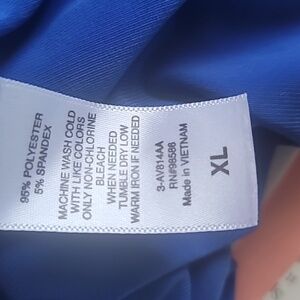 95% POLYESTER
5% SPANDEX
MACHINE WASH COLD
WITH LIKE COLORS
ONLY NON-CHLORINE
BLEACH
WHEN NEEDED
TUMBLE DRY LOW
WARM IRON IF NEEDED
3-AV814AA
RN#98586
Made in VIETNAM
XL